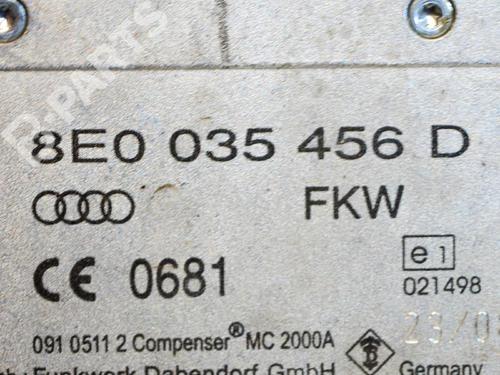 B-PARTS
8E0 035 456 D
FKW
CE 0681
e1
021498
091 0511 2 Compenser® MC 2000A
23/0
Funkwerk Dabendorf GmbH
Germany